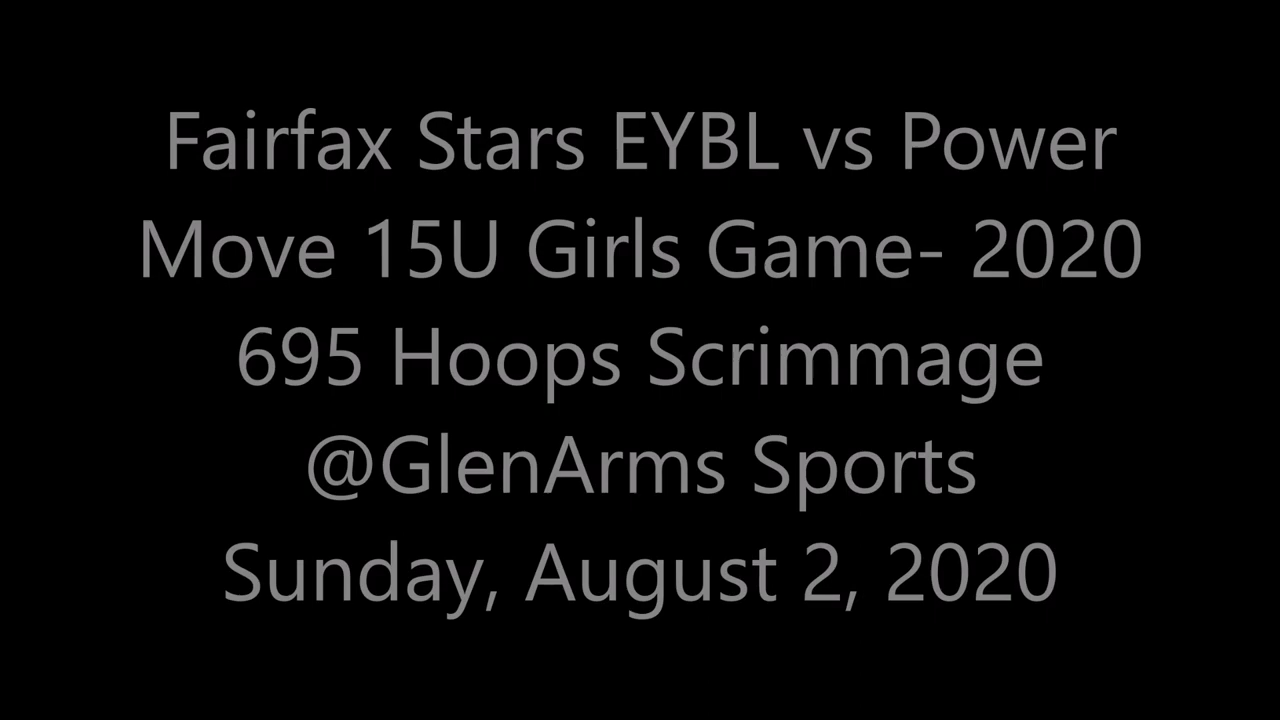 Fairfax Stars EYBL vs Power
Move 15U Girls Game- 2020
695 Hoops Scrimmage
@GlenArms Sports
Sunday, August 2, 2020